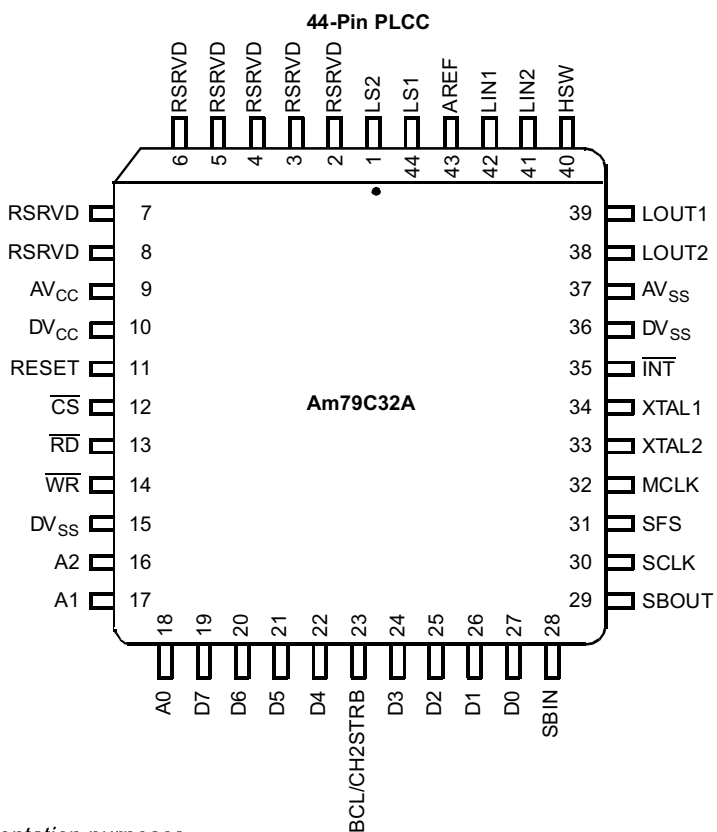 44-Pin PLCC
RSRVD
RSRVD
RSRVD
RSRVD
RSRVD
LS2
LS1
AREF
LIN1
LIN2
HSW
6
5
4
3
2
1
44
43
42
41
40
RSRVD 7
RSRVD 8
AVCC 9
DVCC 10
RESET 11
C̅S̅ 12
R̅D̅ 13
W̅R̅ 14
DVSS 15
A2 16
A1 17
Am79C32A
39 LOUT1
38 LOUT2
37 AVSS
36 DVSS
35 I̅N̅T̅
34 XTAL1
33 XTAL2
32 MCLK
31 SFS
30 SCLK
29 SBOUT
18
19
20
21
22
23
24
25
26
27
28
A0
D7
D6
D5
D4
BCL/CH2STRB
D3
D2
D1
D0
SBIN